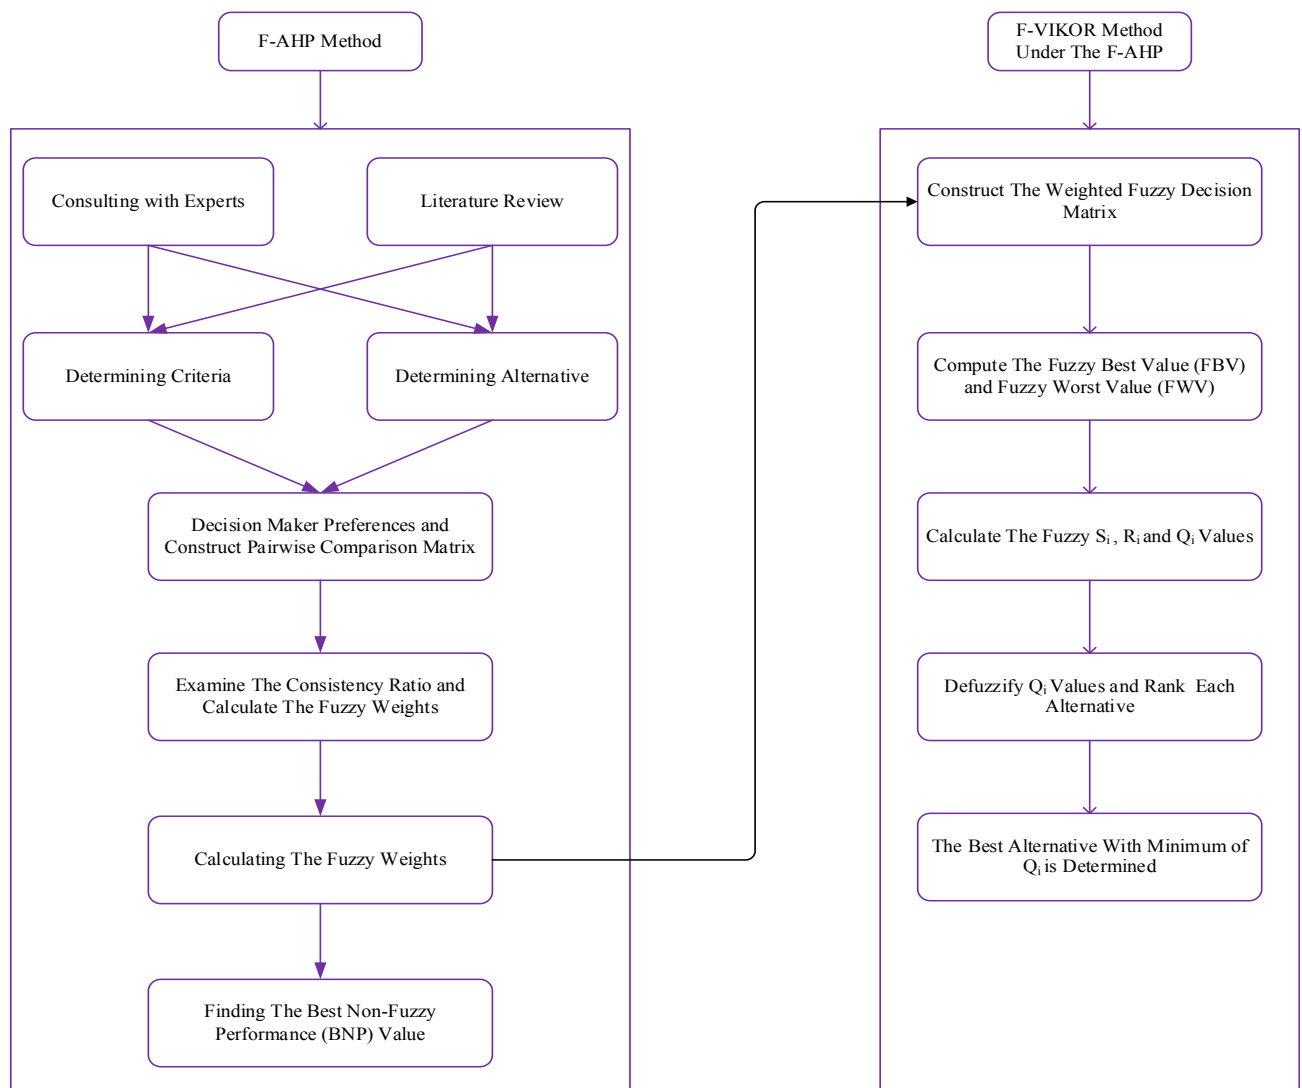 F-AHP Method
Consulting with Experts
Literature Review
Determining Criteria
Determining Alternative
Decision Maker Preferences and
Construct Pairwise Comparison Matrix
Examine The Consistency Ratio and
Calculate The Fuzzy Weights
Calculating The Fuzzy Weights
Finding The Best Non-Fuzzy
Performance (BNP) Value
F-VIKOR Method
Under The F-AHP
Construct The Weighted Fuzzy Decision
Matrix
Compute The Fuzzy Best Value (FBV)
and Fuzzy Worst Value (FWV)
Calculate The Fuzzy Si , Ri and Qi Values
Defuzzify Qi Values and Rank Each
Alternative
The Best Alternative With Minimum of
Qi is Determined